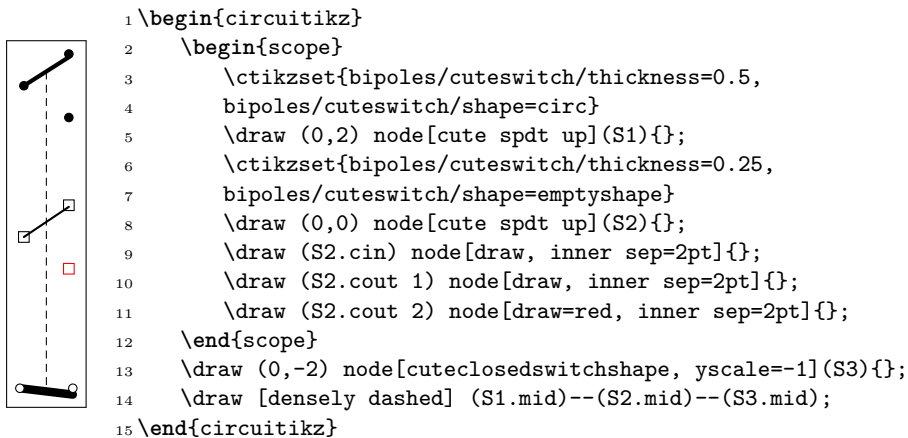 1 \begin{circuitikz}
2     \begin{scope}
3         \ctikzset{bipoles/cuteswitch/thickness=0.5,
4         bipoles/cuteswitch/shape=circ}
5         \draw (0,2) node[cute spdt up](S1){};
6         \ctikzset{bipoles/cuteswitch/thickness=0.25,
7         bipoles/cuteswitch/shape=emptyshape}
8         \draw (0,0) node[cute spdt up](S2){};
9         \draw (S2.cin) node[draw, inner sep=2pt]{};
10         \draw (S2.cout 1) node[draw, inner sep=2pt]{};
11         \draw (S2.cout 2) node[draw=red, inner sep=2pt]{};
12     \end{scope}
13     \draw (0,-2) node[cuteclosedswitchshape, yscale=-1](S3){};
14     \draw [densely dashed] (S1.mid)--(S2.mid)--(S3.mid);
15 \end{circuitikz}